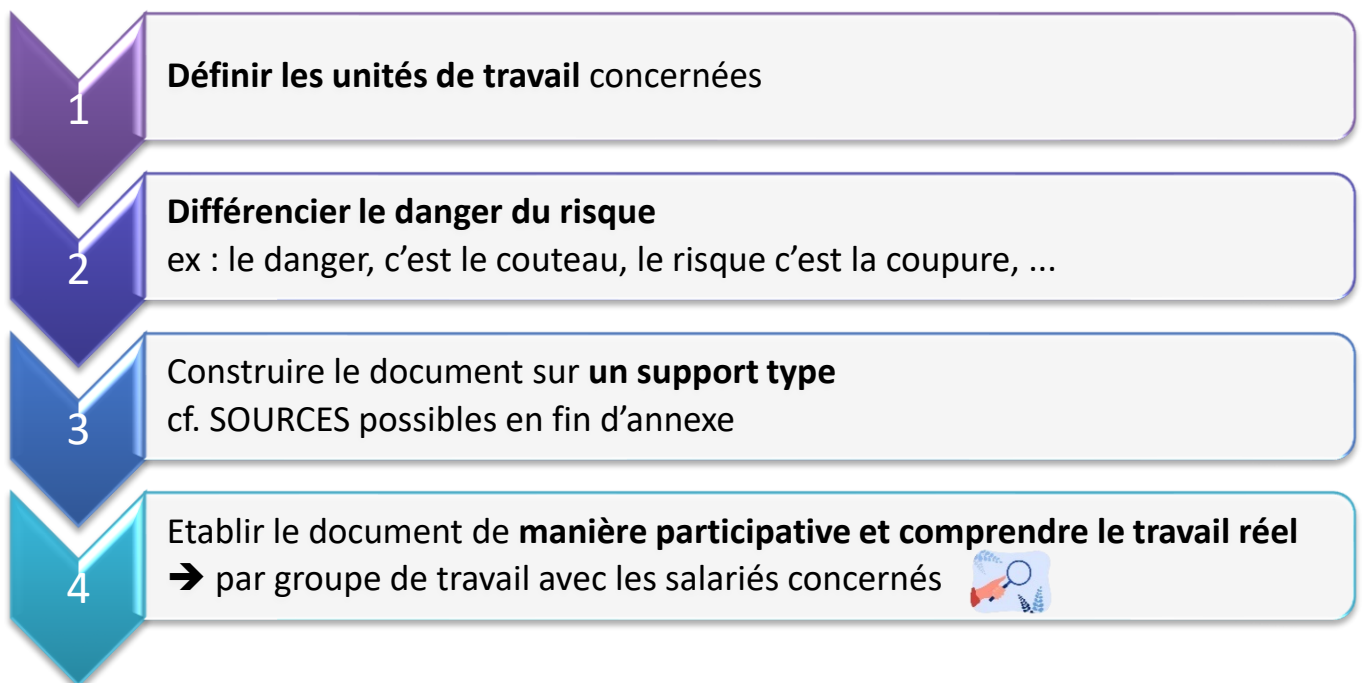 1
Définir les unités de travail concernées
2
Différencier le danger du risque
ex : le danger, c’est le couteau, le risque c’est la coupure, ...
3
Construire le document sur un support type
cf. SOURCES possibles en fin d’annexe
4
Etablir le document de manière participative et comprendre le travail réel
➔ par groupe de travail avec les salariés concernés